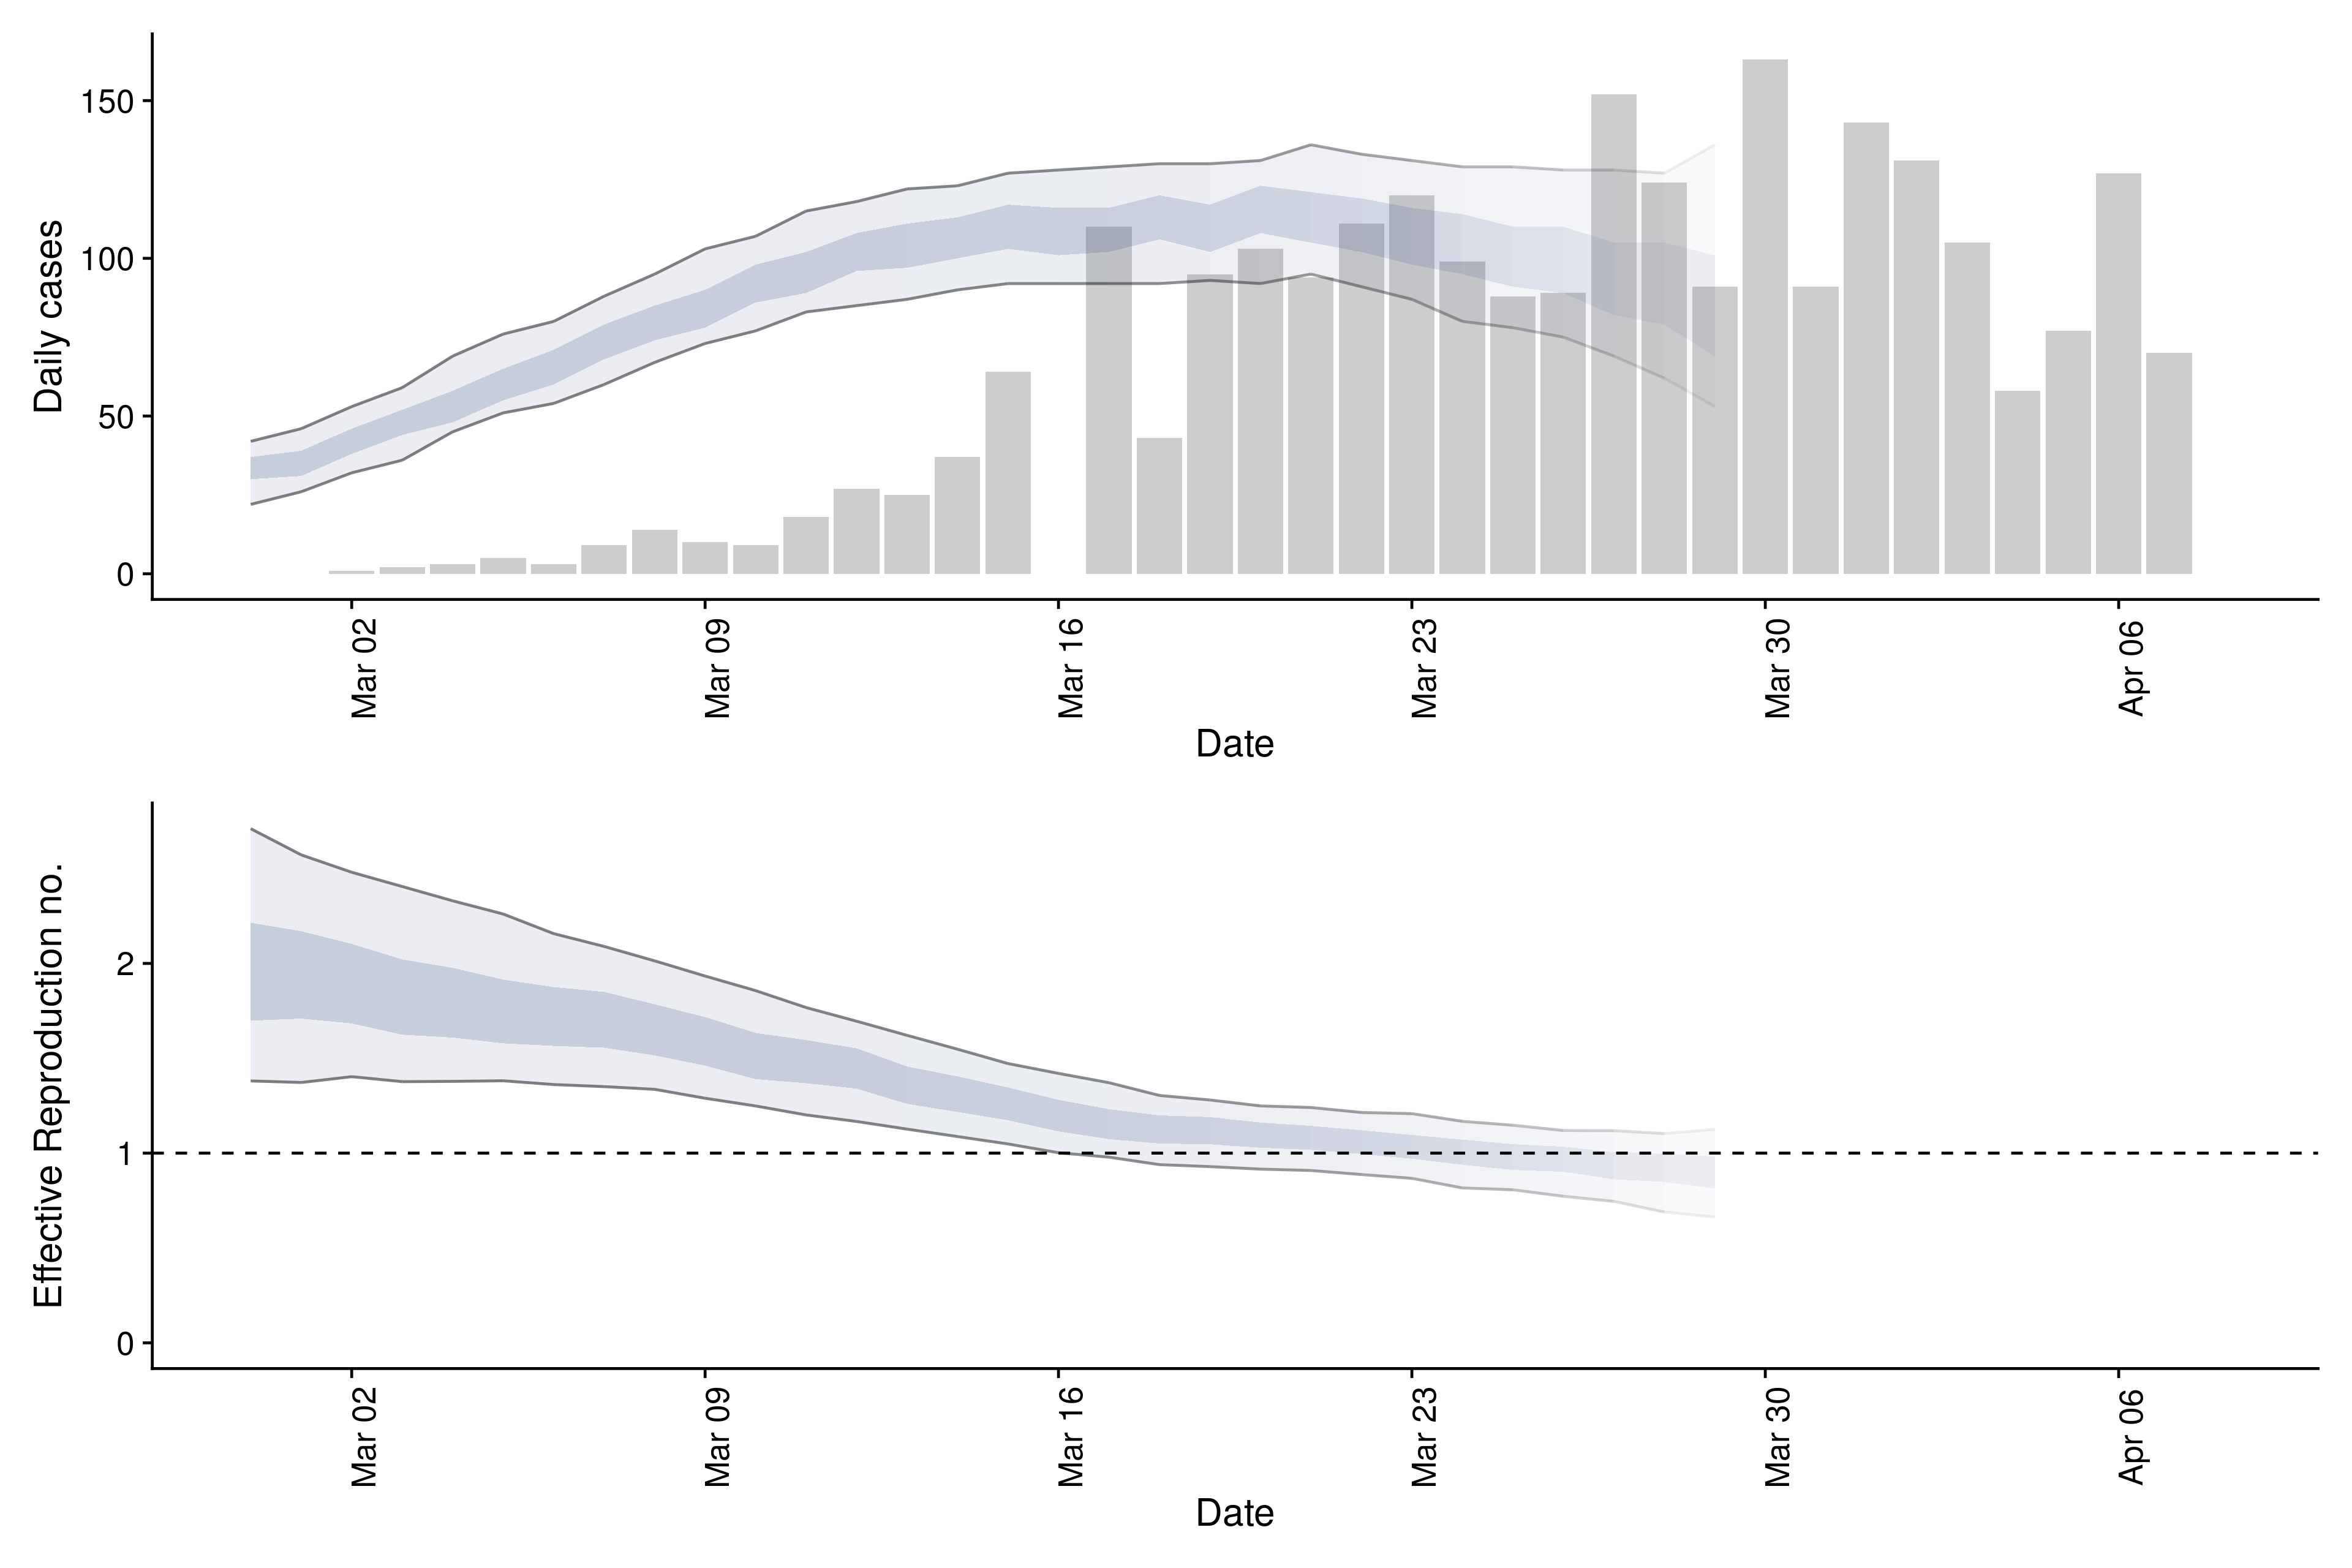 Daily cases
150
100
50
0
Mar 02
Mar 09
Mar 16
Mar 23
Mar 30
Apr 06
Date
Effective Reproduction no.
2
1
0
Mar 02
Mar 09
Mar 16
Mar 23
Mar 30
Apr 06
Date